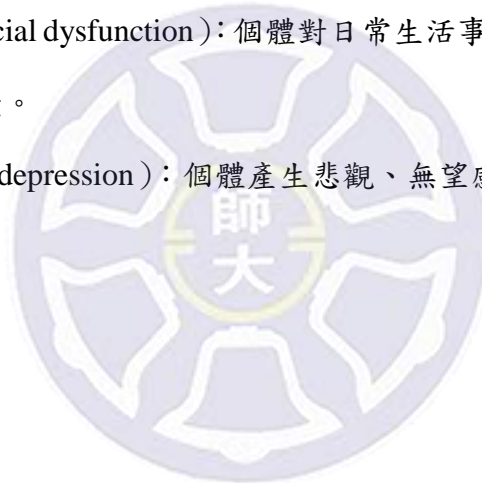 cial dysfunction）：個體對日常生活事
。
depression）：個體產生悲觀、無望感
師
大